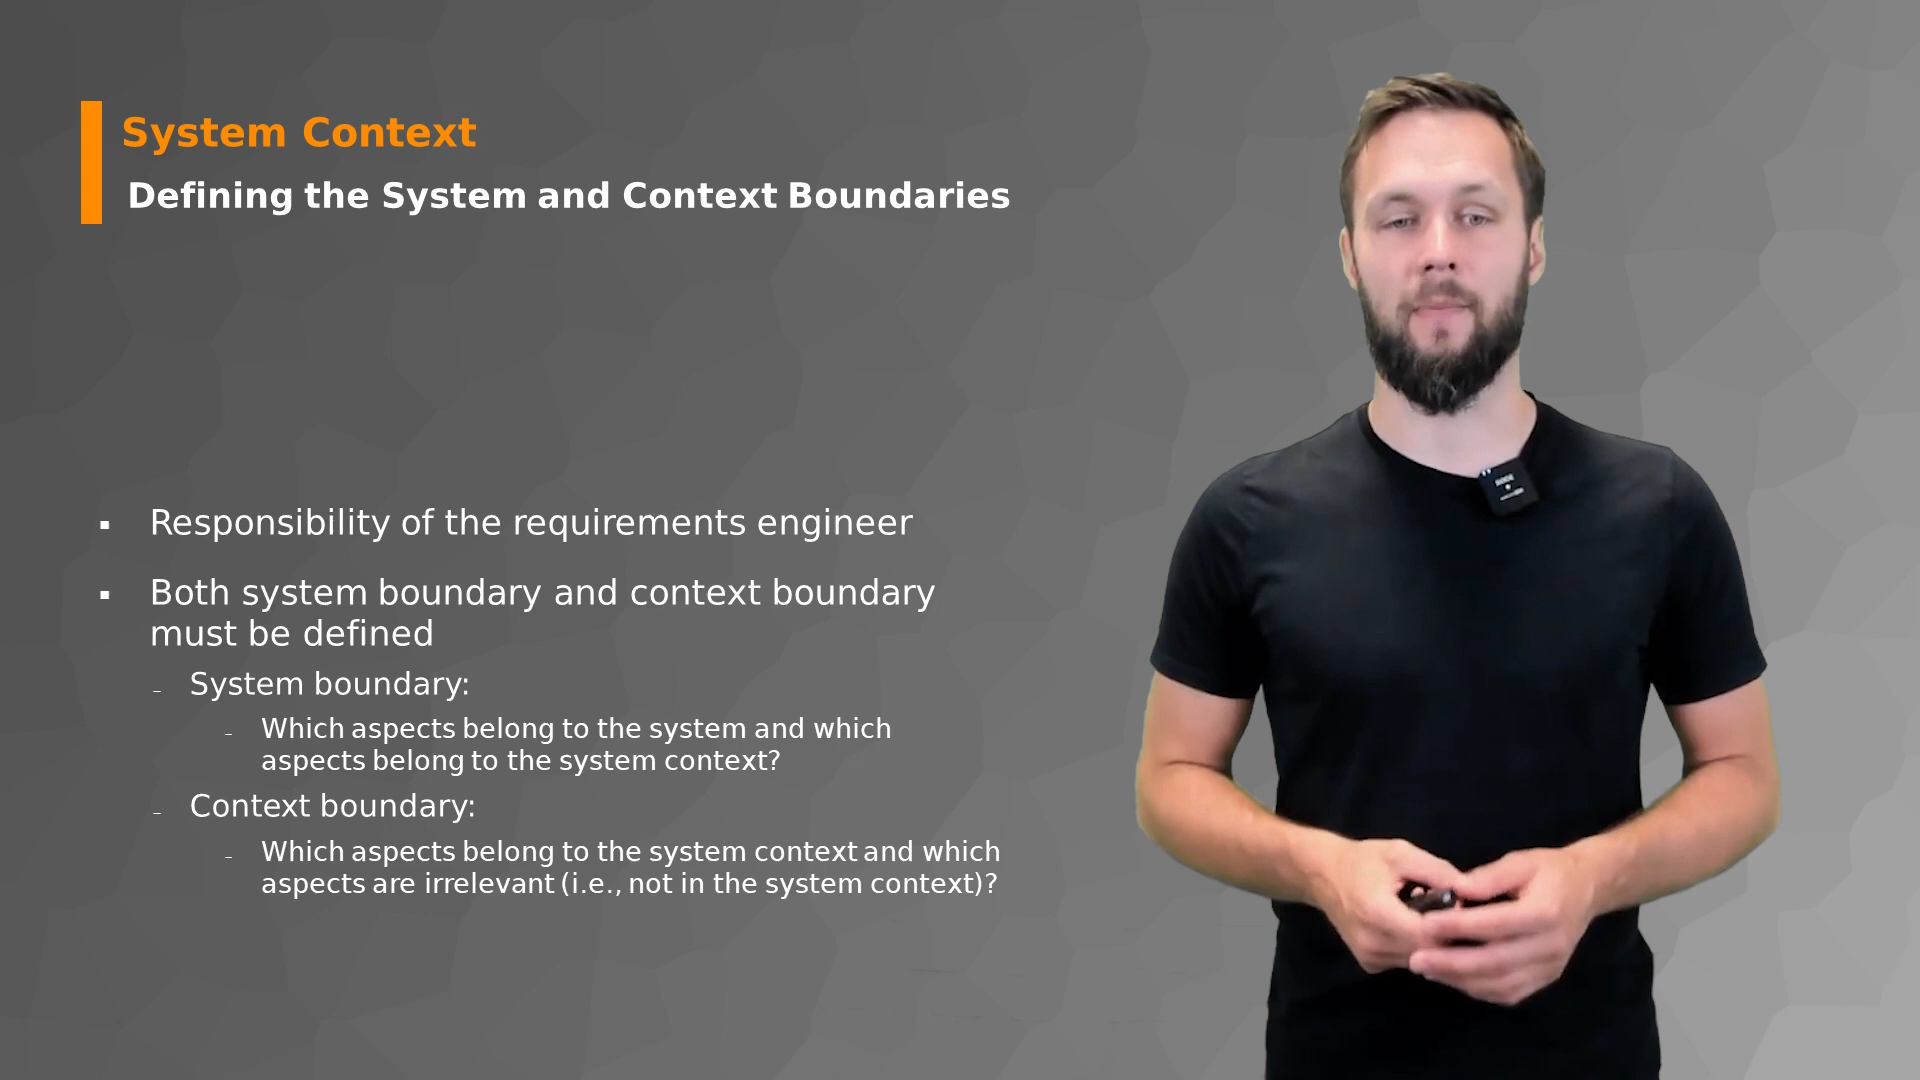 System Context
Defining the System and Context Boundaries
▪ Responsibility of the requirements engineer
▪ Both system boundary and context boundary
must be defined
– System boundary:
– Which aspects belong to the system and which
aspects belong to the system context?
– Context boundary:
– Which aspects belong to the system context and which
aspects are irrelevant (i.e., not in the system context)?